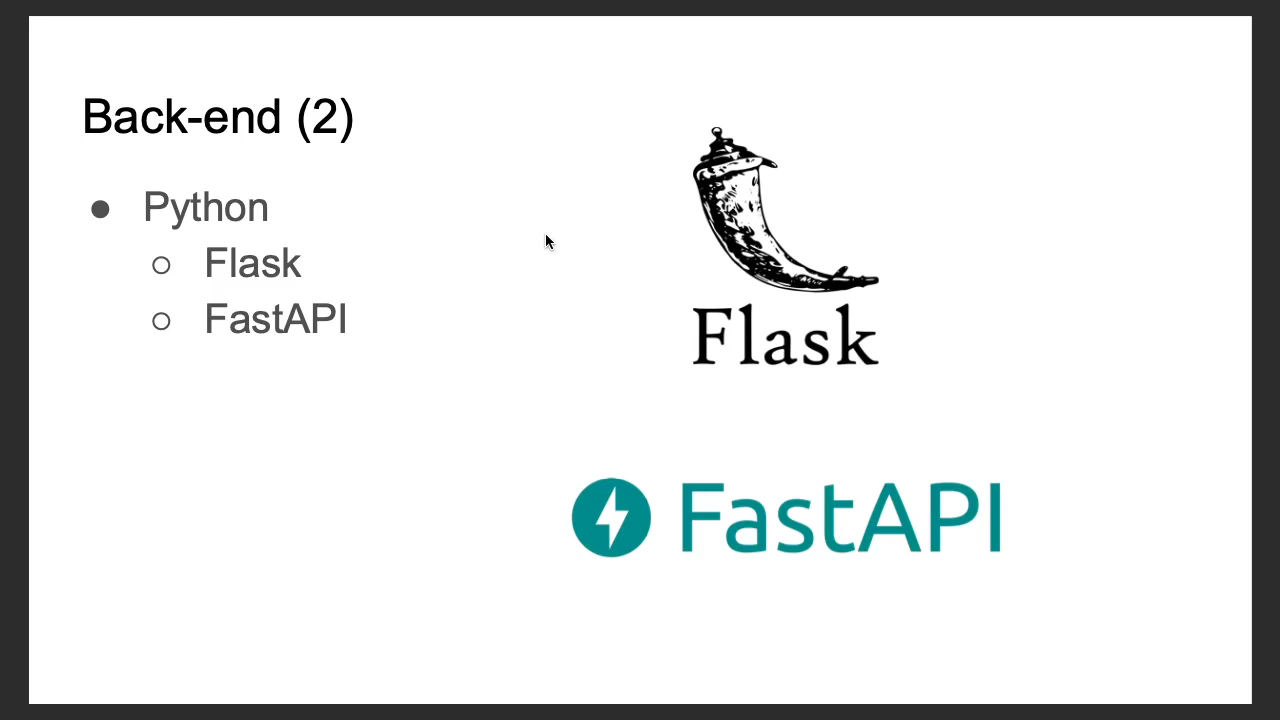 Back-end (2)
● Python
○ Flask
○ FastAPI
Flask
FastAPI